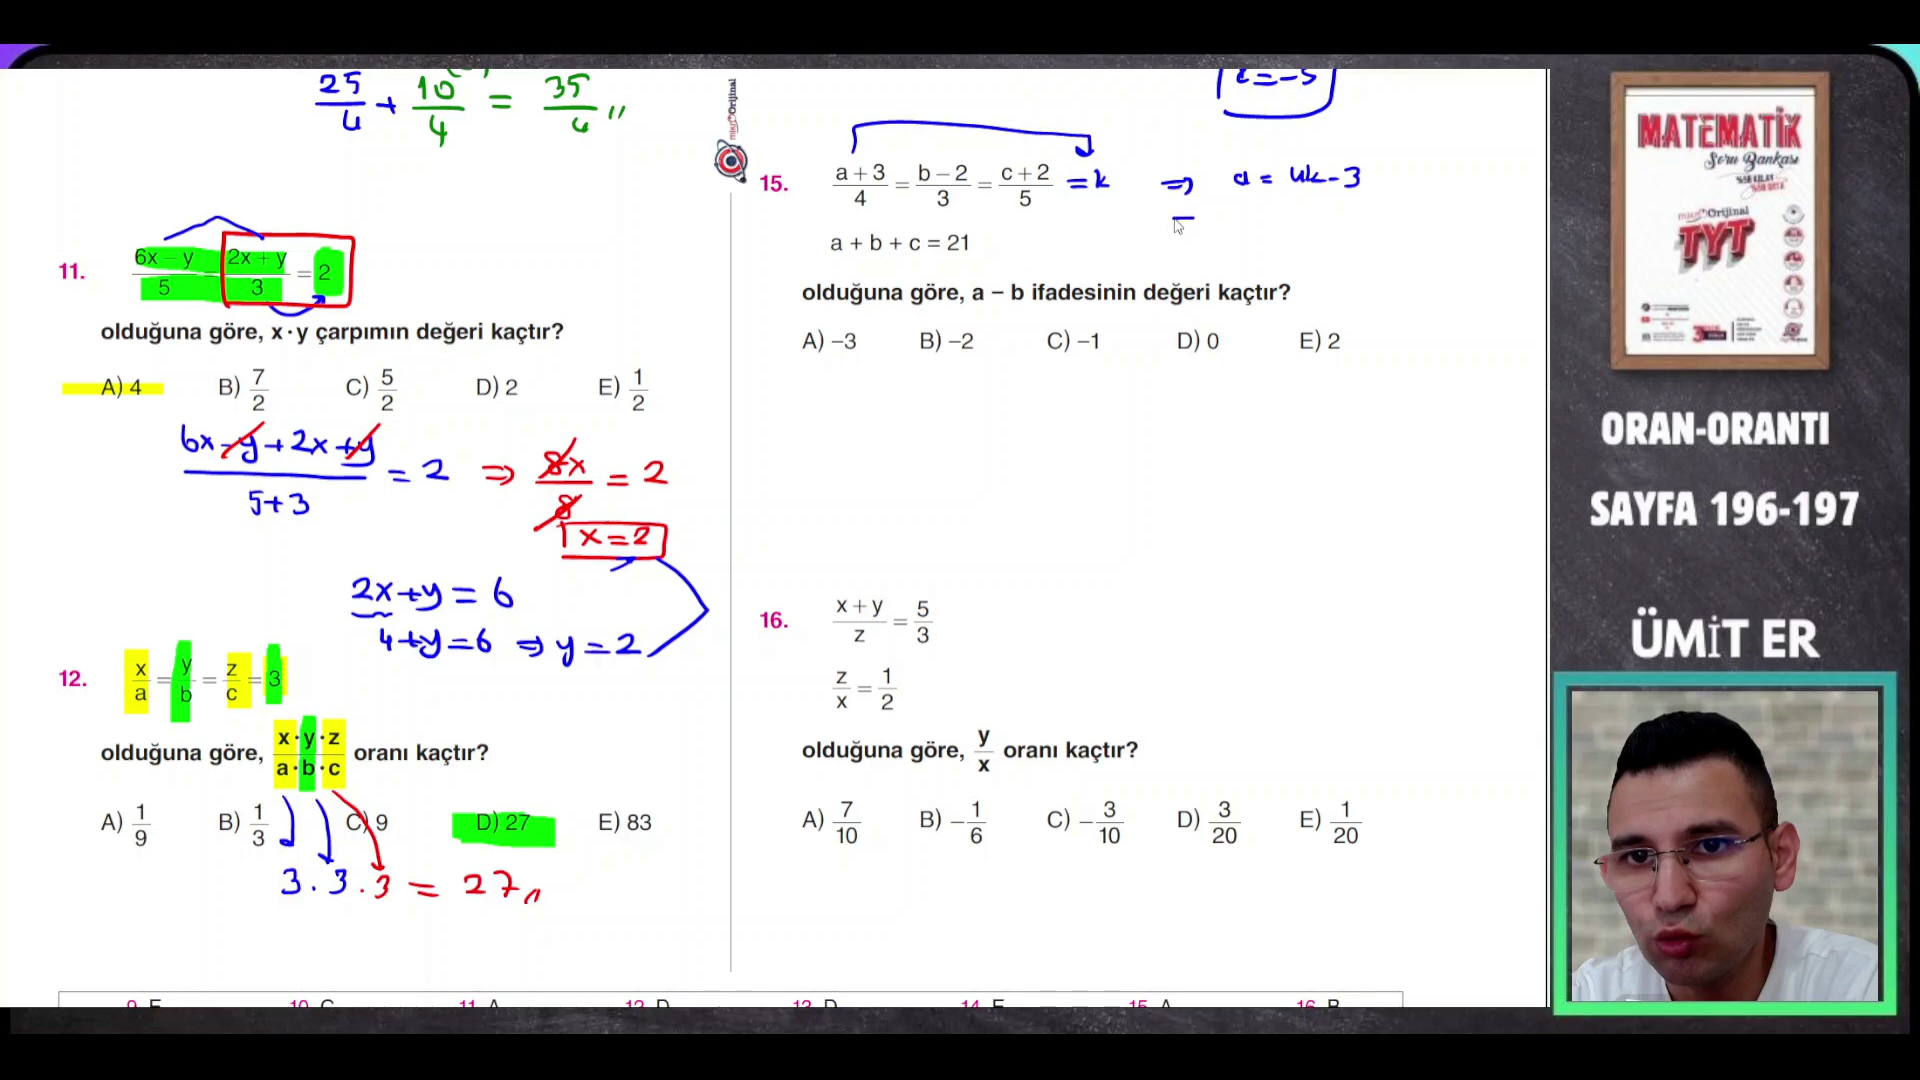 25/4 + 10/4 = 35/4 //
11. (6x − y)/5 = (2x + y)/3 = 2
olduğuna göre, x·y çarpımın değeri kaçtır?
A) 4 B) 7/2 C) 5/2 D) 2 E) 1/2
(6x − y + 2x + y)/(5+3) = 2 ⇒ 8x/8 = 2
1 x = 2
2x + y = 6
4 + y = 6 ⇒ y = 2
12. x/a = y/b = z/c = 3
olduğuna göre, (x·y·z)/(a·b·c) oranı kaçtır?
A) 1/9 B) 1/3 C) 9 D) 27 E) 83
3 . 3 . 3 = 27 //
mikro Orijinal
15. (a + 3)/4 = (b − 2)/3 = (c + 2)/5 = k ⇒ a = 4k − 3
a + b + c = 21
olduğuna göre, a − b ifadesinin değeri kaçtır?
A) −3 B) −2 C) −1 D) 0 E) 2
16. (x + y)/z = 5/3
z/x = 1/2
olduğuna göre, y/x oranı kaçtır?
A) 7/10 B) −1/6 C) −3/10 D) 3/20 E) 1/20
MATEMATİK
Soru Bankası
Orijinal
TYT
ORAN-ORANTI
SAYFA 196-197
ÜMİT ER